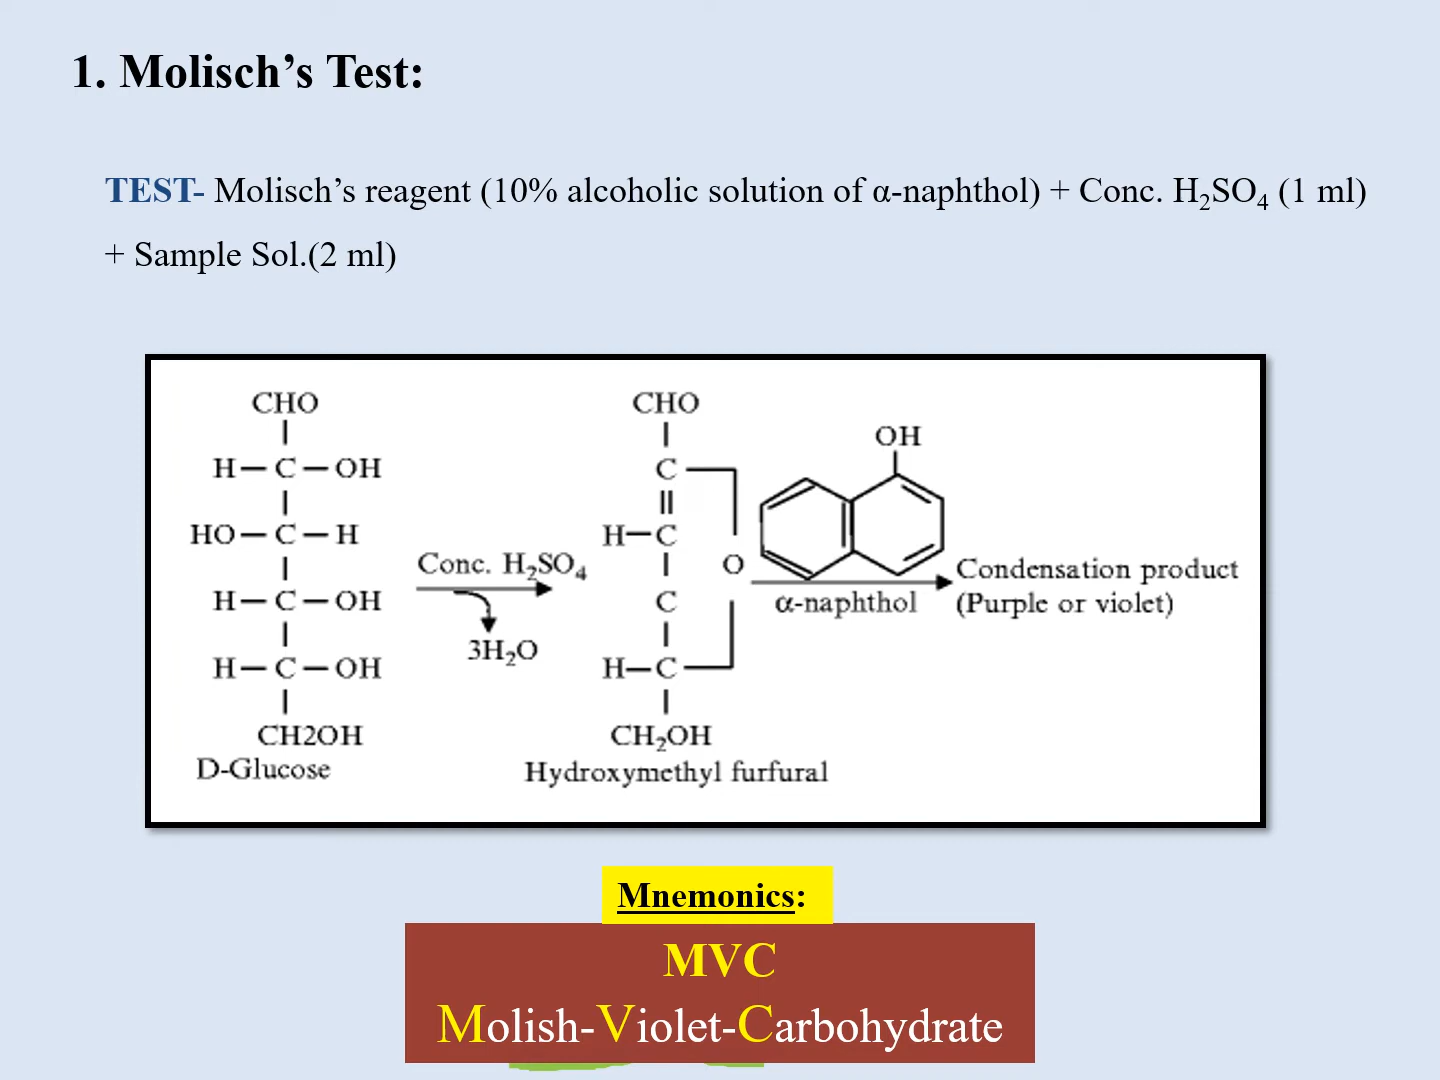 1. Molisch’s Test:
TEST- Molisch’s reagent (10% alcoholic solution of α-naphthol) + Conc. H₂SO₄ (1 ml)
+ Sample Sol.(2 ml)
CHO
H—C—OH
HO—C—H
H—C—OH
H—C—OH
CH2OH
D-Glucose
Conc. H₂SO₄
3H₂O
CHO
C
H—C
O
C
H—C
CH₂OH
Hydroxymethyl furfural
OH
α-naphthol
Condensation product
(Purple or violet)
Mnemonics:
MVC
Molish-Violet-Carbohydrate